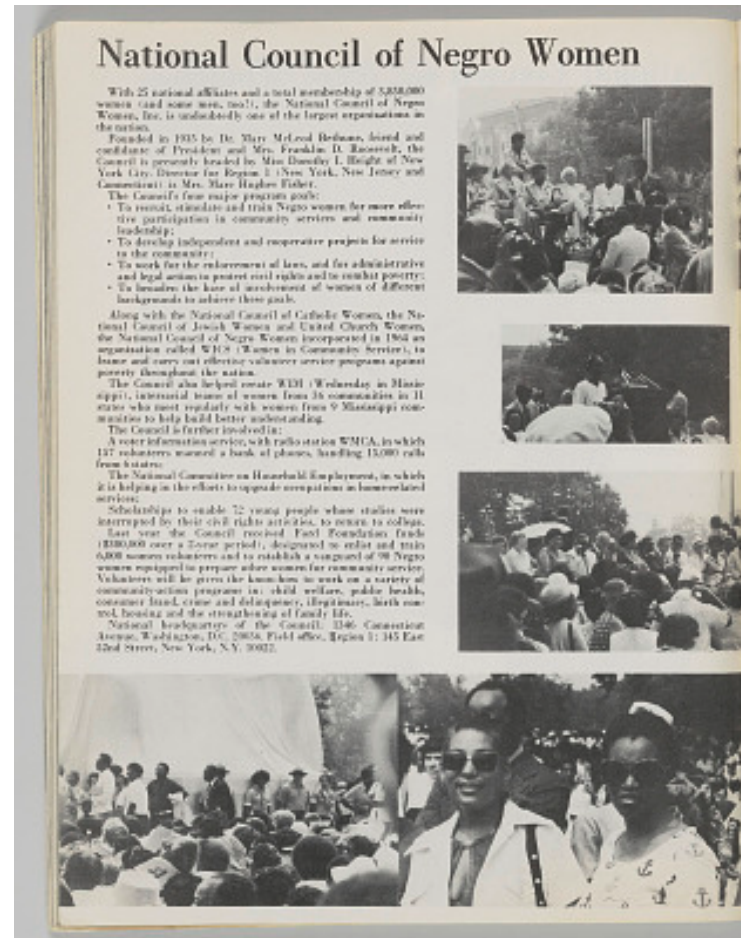 National Council of Negro Women
With 25 national affiliates and a total membership of 3,850,000
women (and some men, too!), the National Council of Negro
Women, Inc. is undoubtedly one of the largest organizations in
the nation.
Founded in 1935 by Dr. Mary McLeod Bethune, friend and
confidante of President and Mrs. Franklin D. Roosevelt, the
Council is presently headed by Miss Dorothy I. Height of New
York City. Director for Region 1 (New York, New Jersey and
Connecticut) is Mrs. Mary Hughes Fisher.
The Council's four major program goals:
• To recruit, stimulate and train Negro women for more effec-
tive participation in community services and community
leadership;
• To develop independent and cooperative projects for service
to the community;
• To work for the enforcement of laws, and for administrative
and legal action to protect civil rights and to combat poverty;
• To broaden the base of involvement of women of different
backgrounds to achieve these goals.
Along with the National Council of Catholic Women, the Na-
tional Council of Jewish Women and United Church Women,
the National Council of Negro Women incorporated in 1964 an
organization called WICS (Women in Community Service), to
frame and carry out effective volunteer service programs against
poverty throughout the nation.
The Council also helped create WIM (Wednesday in Missis-
sippi), interracial teams of women from 36 communities in 11
states who meet regularly with women from 9 Mississippi com-
munities to help build better understanding.
The Council is further involved in:
A voter information service, with radio station WMCA, in which
157 volunteers manned a bank of phones, handling 15,000 calls
from 6 states;
The National Committee on Household Employment, in which
it is helping in the efforts to upgrade occupations in home-related
services;
Scholarships to enable 72 young people whose studies were
interrupted by their civil rights activities, to return to college.
Last year the Council received Ford Foundation funds
($300,000 over a 2-year period), designated to enlist and train
6,000 women volunteers and to establish a vanguard of 90 Negro
women equipped to prepare other women for community service.
Volunteers will be given the know-how to work on a variety of
community-action programs in: child welfare, public health,
consumer fraud, crime and delinquency, illegitimacy, birth con-
trol, housing and the strengthening of family life.
National headquarters of the Council: 1346 Connecticut
Avenue, Washington, D.C. 20036. Field office, Region 1: 345 East
52nd Street, New York, N.Y. 10022.